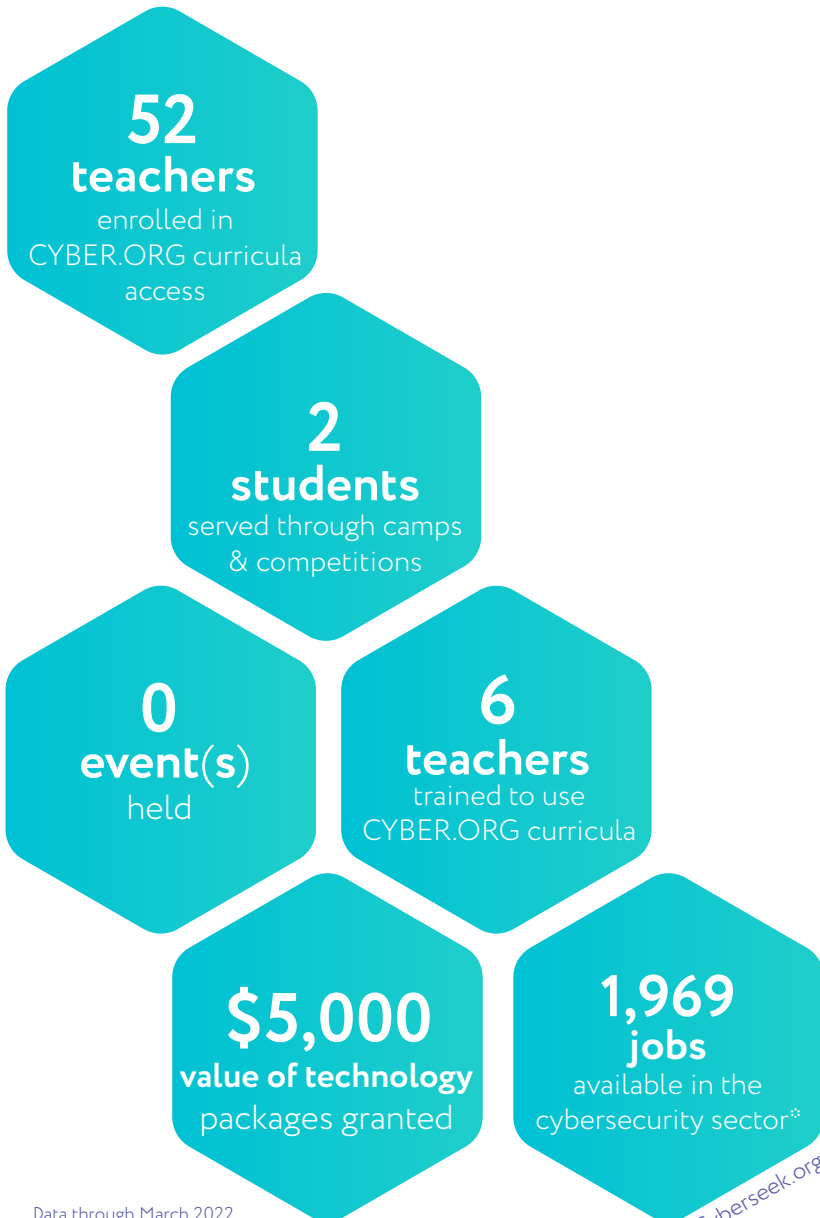 52
teachers
enrolled in
CYBER.ORG curricula
access
2
students
served through camps
& competitions
0
event(s)
held
6
teachers
trained to use
CYBER.ORG curricula
$5,000
value of technology
packages granted
1,969
jobs
available in the
cybersecurity sector*
Data through March 2022
Cyberseek.org